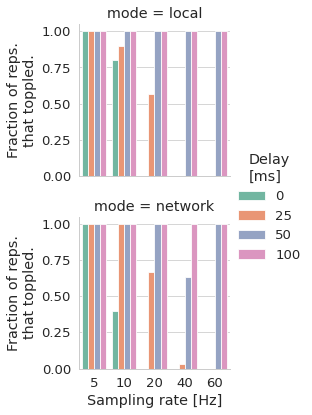 mode = local
Fraction of reps.
that toppled.
1.00
0.75
0.50
0.25
0.00
mode = network
Fraction of reps.
that toppled.
1.00
0.75
0.50
0.25
0.00
5 10 20 40 60
Sampling rate [Hz]
Delay
[ms]
0
25
50
100